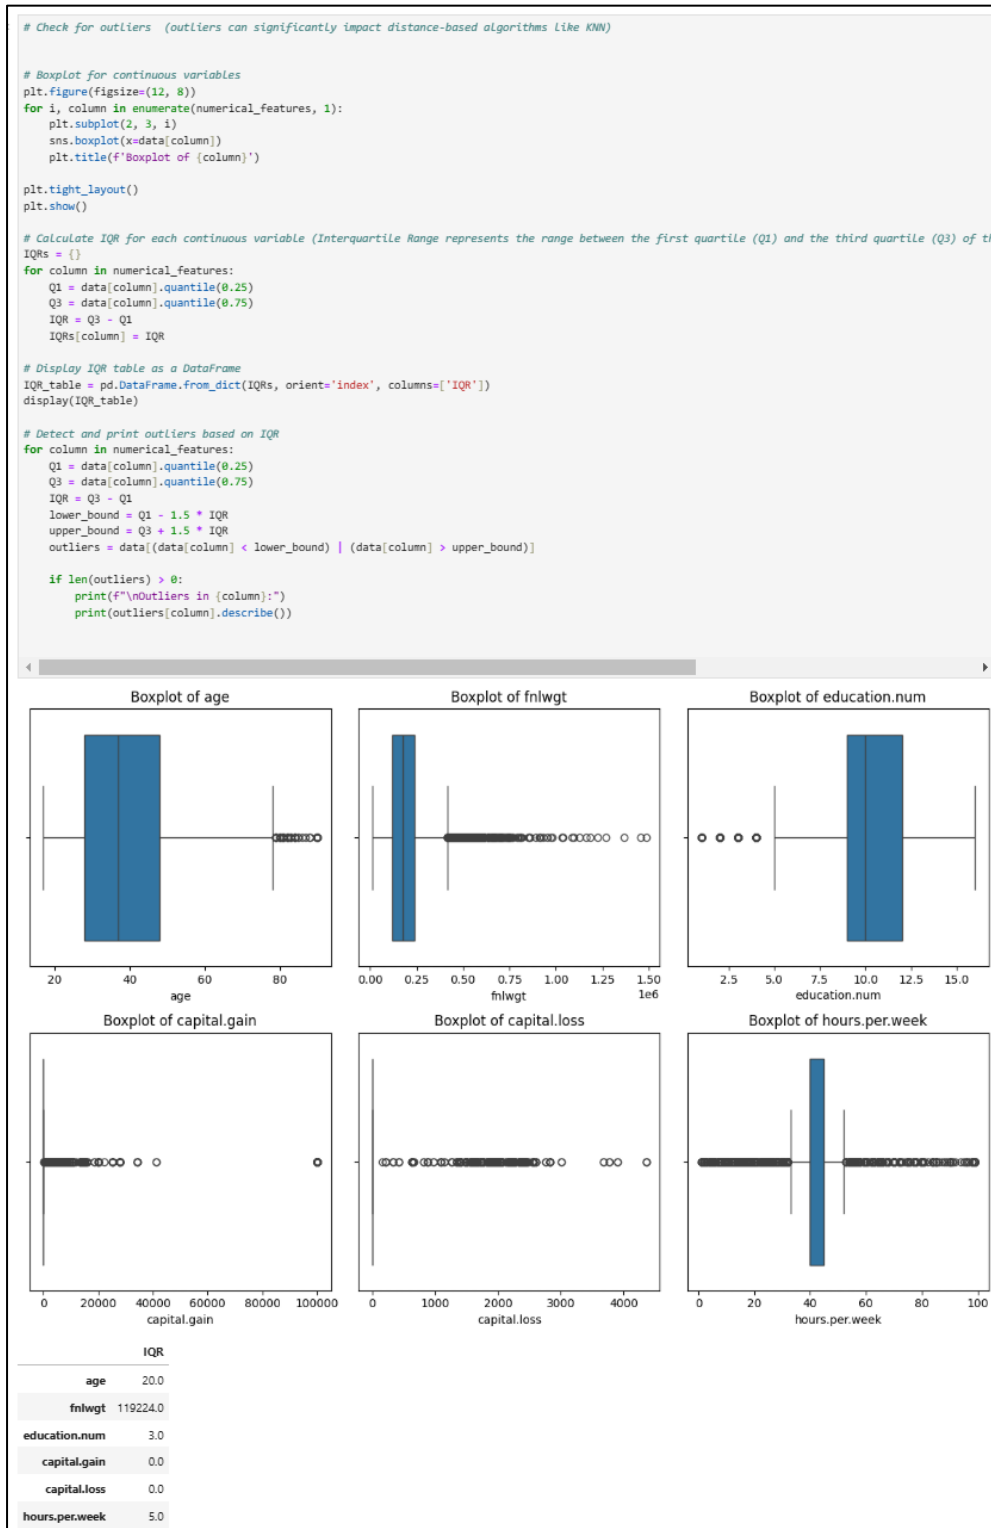 # Check for outliers  (outliers can significantly impact distance-based algorithms like KNN)
# Boxplot for continuous variables
plt.figure(figsize=(12, 8))
for i, column in enumerate(numerical_features, 1):
    plt.subplot(2, 3, i)
    sns.boxplot(x=data[column])
    plt.title(f'Boxplot of {column}')
plt.tight_layout()
plt.show()
# Calculate IQR for each continuous variable (Interquartile Range represents the range between the first quartile (Q1) and the third quartile (Q3) of
IQRs = {}
for column in numerical_features:
    Q1 = data[column].quantile(0.25)
    Q3 = data[column].quantile(0.75)
    IQR = Q3 - Q1
    IQRs[column] = IQR
# Display IQR table as a DataFrame
IQR_table = pd.DataFrame.from_dict(IQRs, orient='index', columns=['IQR'])
display(IQR_table)
# Detect and print outliers based on IQR
for column in numerical_features:
    Q1 = data[column].quantile(0.25)
    Q3 = data[column].quantile(0.75)
    IQR = Q3 - Q1
    lower_bound = Q1 - 1.5 * IQR
    upper_bound = Q3 + 1.5 * IQR
    outliers = data[(data[column] < lower_bound) | (data[column] > upper_bound)]
    if len(outliers) > 0:
        print(f"\nOutliers in {column}:")
        print(outliers[column].describe())
Boxplot of age
20 40 60 80
age
Boxplot of fnlwgt
0.00 0.25 0.50 0.75 1.00 1.25 1.50
1e6
fnlwgt
Boxplot of education.num
2.5 5.0 7.5 10.0 12.5 15.0
education.num
Boxplot of capital.gain
0 20000 40000 60000 80000 100000
capital.gain
Boxplot of capital.loss
0 1000 2000 3000 4000
capital.loss
Boxplot of hours.per.week
0 20 40 60 80 100
hours.per.week
IQR
age 20.0
fnlwgt 119224.0
education.num 3.0
capital.gain 0.0
capital.loss 0.0
hours.per.week 5.0